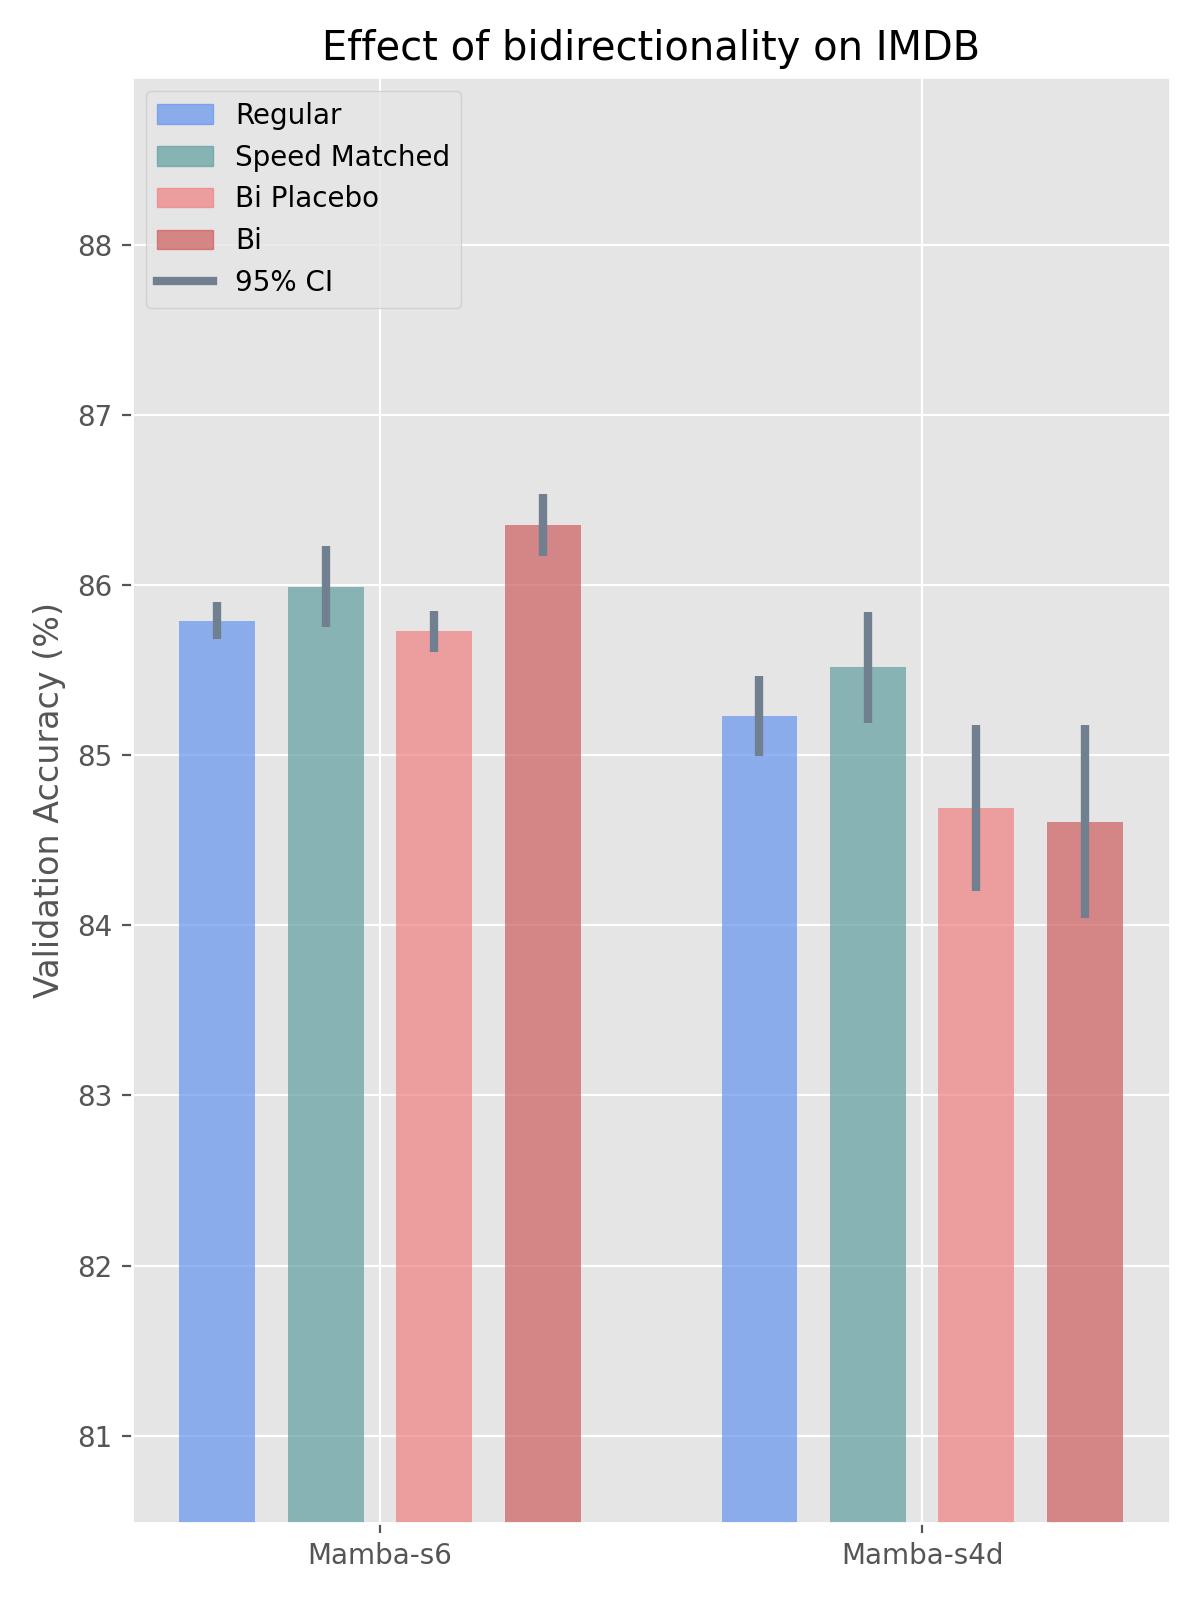 Effect of bidirectionality on IMDB
Regular
Speed Matched
Bi Placebo
Bi
95% CI
88
87
86
85
84
83
82
81
Validation Accuracy (%)
Mamba-s6
Mamba-s4d